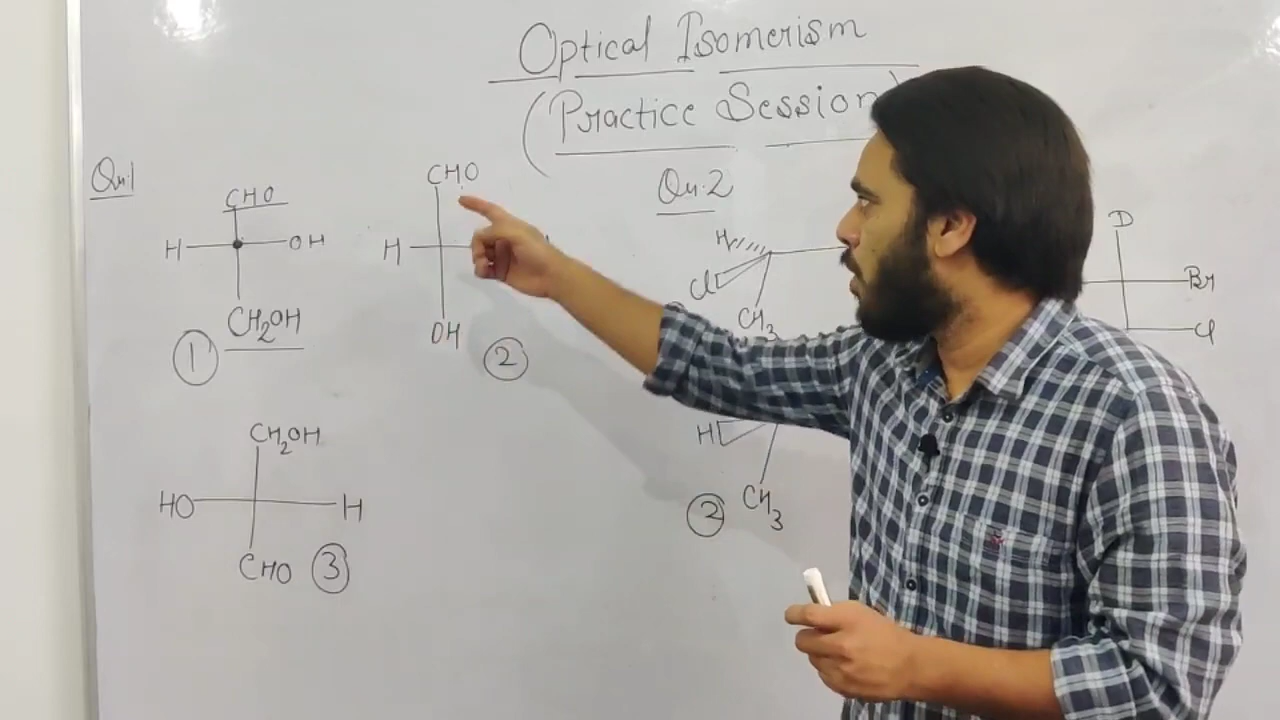 Optical Isomerism
(Practice Session)
Qu.1
CHO
H OH
CH2OH
1
CHO
H
OH
2
CH2OH
HO H
CHO 3
Qu.2
H
Cl
CH3
H
CH3
2
D
Br
Cl